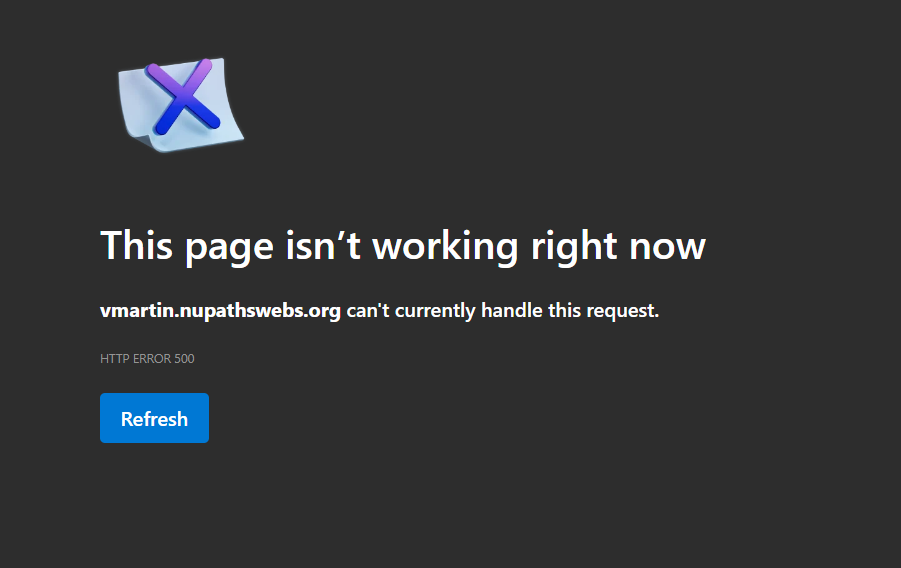 This page isn’t working right now
vmartin.nupathswebs.org can't currently handle this request.
HTTP ERROR 500
Refresh